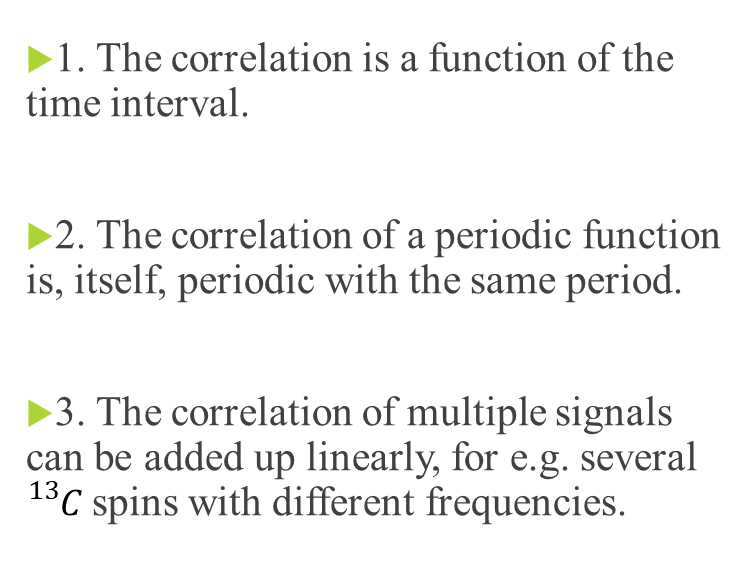 1. The correlation is a function of the
time interval.
2. The correlation of a periodic function
is, itself, periodic with the same period.
3. The correlation of multiple signals
can be added up linearly, for e.g. several
¹³C spins with different frequencies.